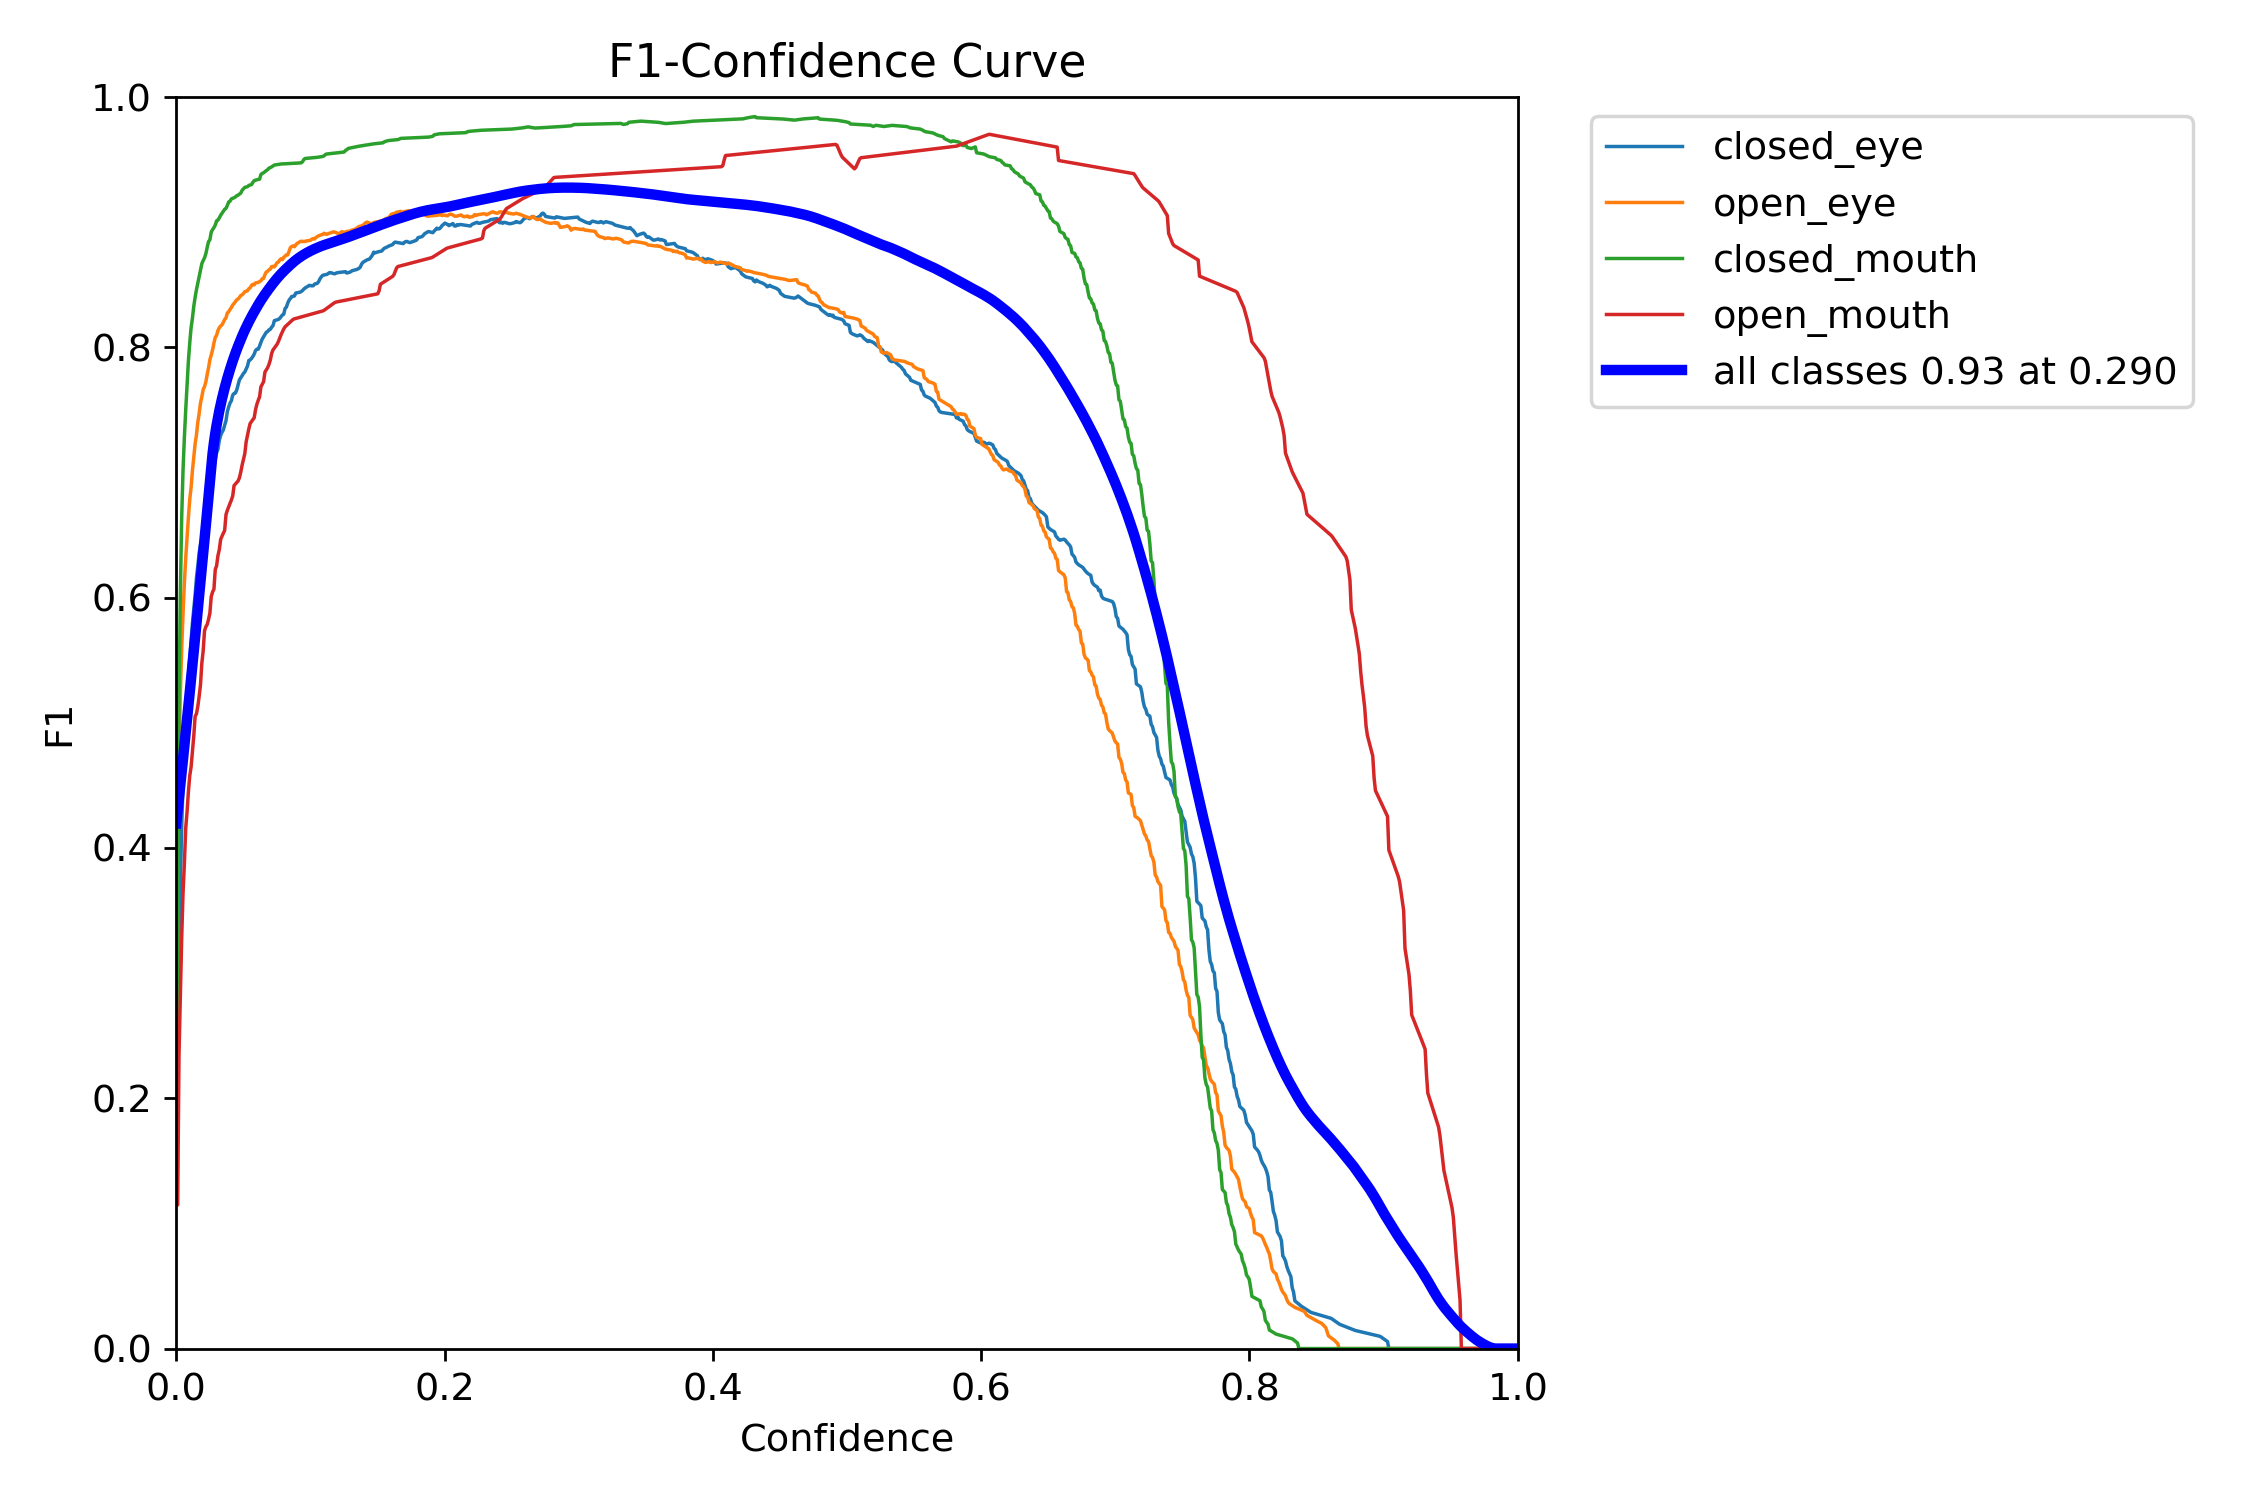 F1-Confidence Curve
1.0
0.8
0.6
0.4
0.2
0.0
F1
0.0 0.2 0.4 0.6 0.8 1.0
Confidence
closed_eye
open_eye
closed_mouth
open_mouth
all classes 0.93 at 0.290